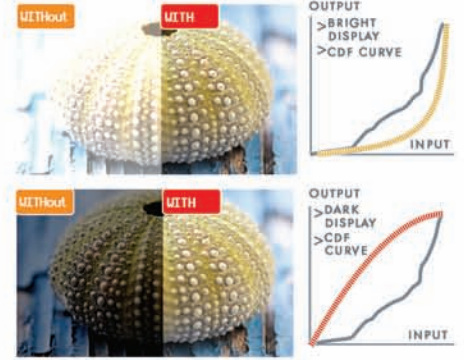 WITHout
WITH
OUTPUT
>BRIGHT
DISPLAY
>CDF CURVE
INPUT
WITHout
WITH
OUTPUT
>DARK
DISPLAY
>CDF
CURVE
INPUT